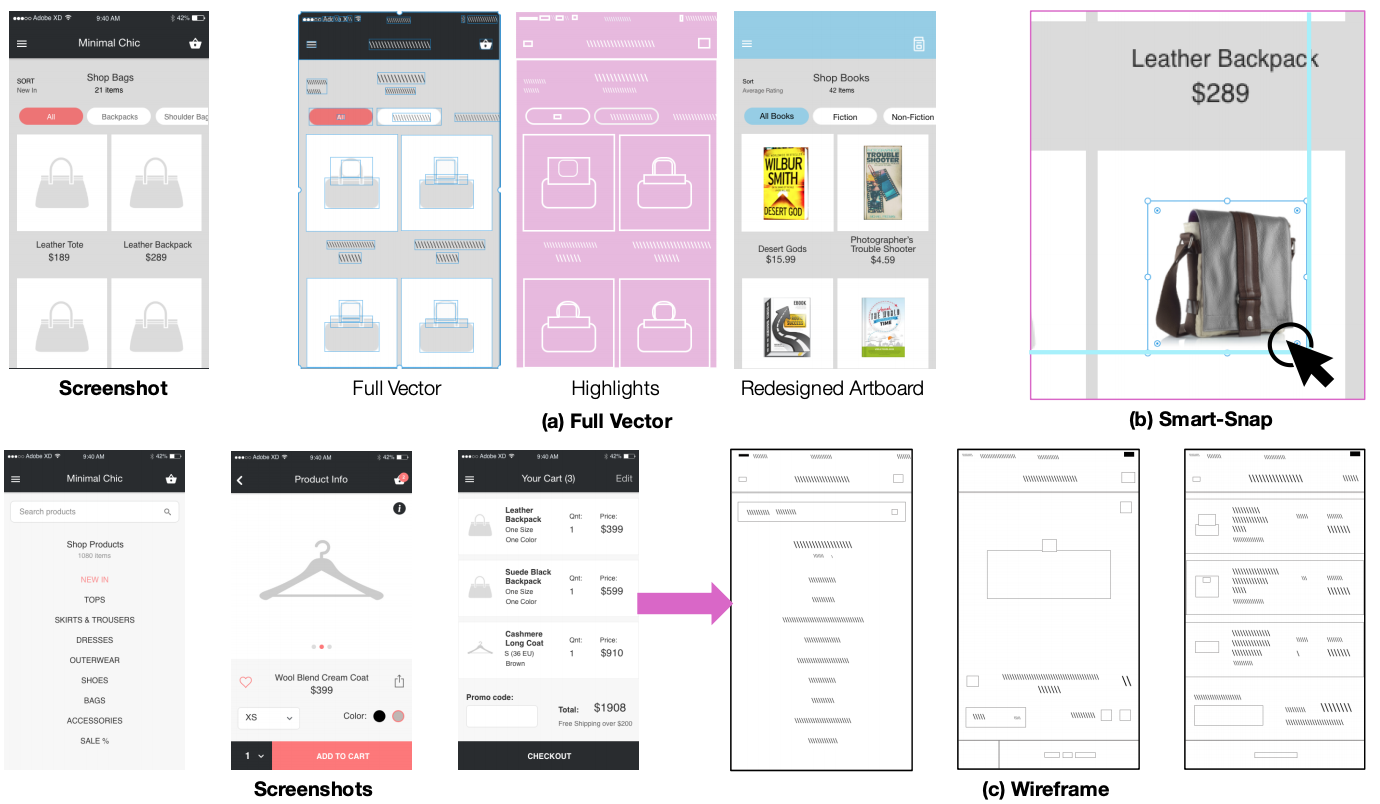 ●●●○○ Adobe XD 9:40 AM 42%
Minimal Chic
SORT
New In
Shop Bags
21 items
All Backpacks Shoulder Bag
Leather Tote
$189
Leather Backpack
$289
Screenshot
Adobe X
All
Full Vector
Highlights
Shop Books
42 Items
Sort
Average Rating
All Books Fiction Non-Fiction
WILBUR
SMITH
DESERT GOD
TROUBLE
SHOOTER
Desert Gods
$15.99
Photographer's
Trouble Shooter
$4.59
EBOOK
SUCCESS
THE WORLD
TIME
Redesigned Artboard
(a) Full Vector
Leather Backpack
$289
(b) Smart-Snap
●●●○○ Adobe XD 9:40 AM 42%
Minimal Chic
Search products
Shop Products
1080 items
NEW IN
TOPS
SKIRTS & TROUSERS
DRESSES
OUTERWEAR
SHOES
BAGS
ACCESSORIES
SALE %
●●●○○ Adobe XD 9:40 AM 42%
Product Info
Wool Blend Cream Coat
$399
XS Color:
1 ADD TO CART
●●●○○ Adobe XD 9:40 AM 42%
Your Cart (3) Edit
Leather
Backpack
One Size
One Color
Qnt:
1
Price:
$399
Suede Black
Backpack
One Size
One Color
Qnt:
1
Price:
$599
Cashmere
Long Coat
S (36 EU)
Brown
Qnt:
1
Price:
$910
Promo code:
Total: $1908
Free Shipping over $200
CHECKOUT
Screenshots
(c) Wireframe